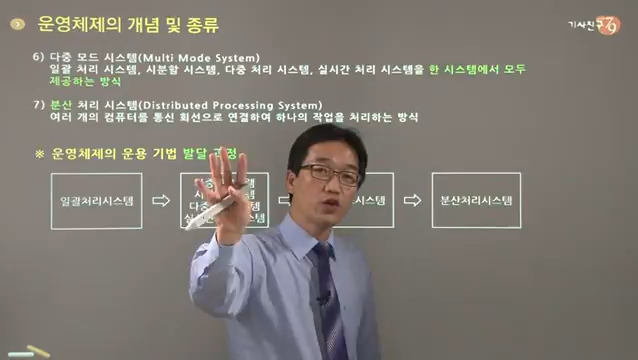 운영체제의 개념 및 종류
기사친구79
6) 다중 모드 시스템(Multi Mode System)
일괄 처리 시스템, 시분할 시스템, 다중 처리 시스템, 실시간 처리 시스템을 한 시스템에서 모두
제공하는 방식
7) 분산 처리 시스템(Distributed Processing System)
여러 개의 컴퓨터를 통신 회선으로 연결하여 하나의 작업을 처리하는 방식
※ 운영체제의 운용 기법 발달 과정
일괄처리시스템
분산처리시스템